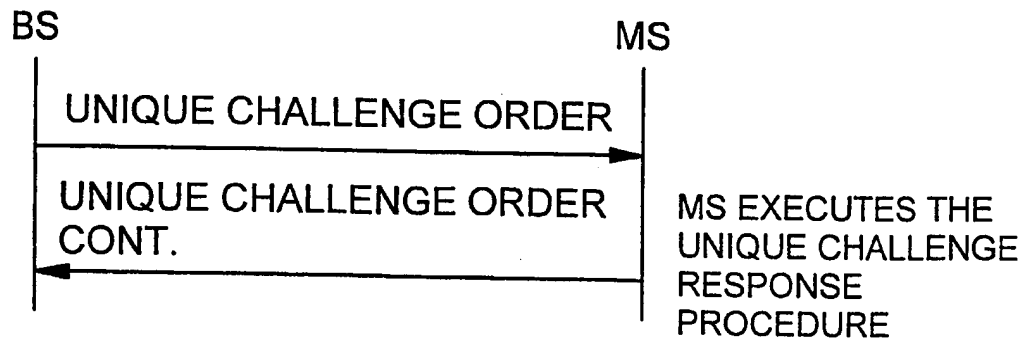 BS
MS
UNIQUE CHALLENGE ORDER
UNIQUE CHALLENGE ORDER
CONT.
MS EXECUTES THE
UNIQUE CHALLENGE
RESPONSE
PROCEDURE